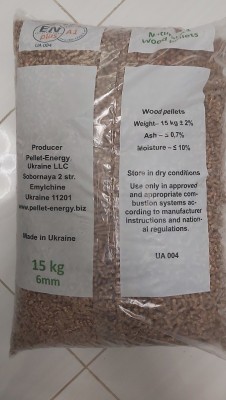 EN
plus
A1
UA 004
Wood pellets
Producer
Pellet-Energy
Ukraine LLC
Sobornaya 2 str.
Emylchine
Ukraine 11201
www.pellet-energy.biz
Made in Ukraine
15 kg
6mm
Wood pellets
Weight– 15 kg ± 2%
Ash – ≤ 0,7%
Moisture – ≤ 10%
Store in dry conditions
Use only in approved
and appropriate com-
bustion systems ac-
cording to manufacturer
instructions and nation-
al regulations.
UA 004